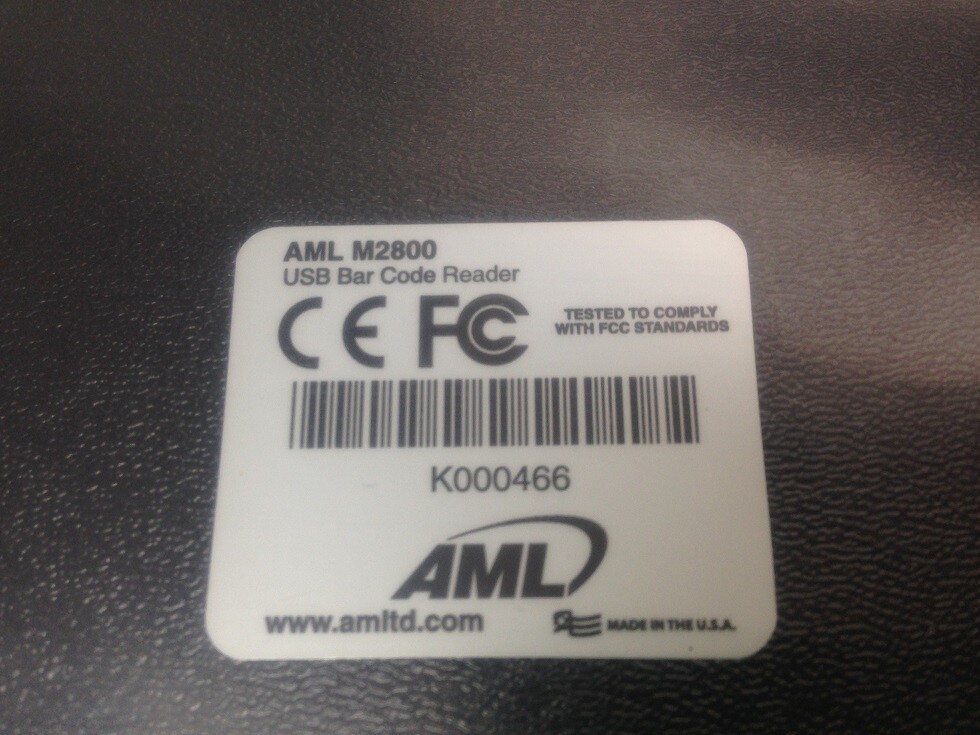 AML M2800
USB Bar Code Reader
CE FC TESTED TO COMPLY
WITH FCC STANDARDS
K000466
AML
www.amltd.com MADE IN THE U.S.A.